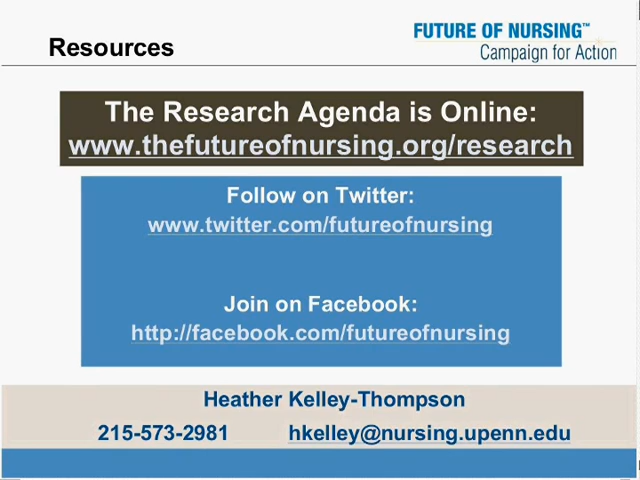 Resources
FUTURE OF NURSING™
Campaign for Action
The Research Agenda is Online:
www.thefutureofnursing.org/research
Follow on Twitter:
www.twitter.com/futureofnursing
Join on Facebook:
http://facebook.com/futureofnursing
Heather Kelley-Thompson
215-573-2981 hkelley@nursing.upenn.edu